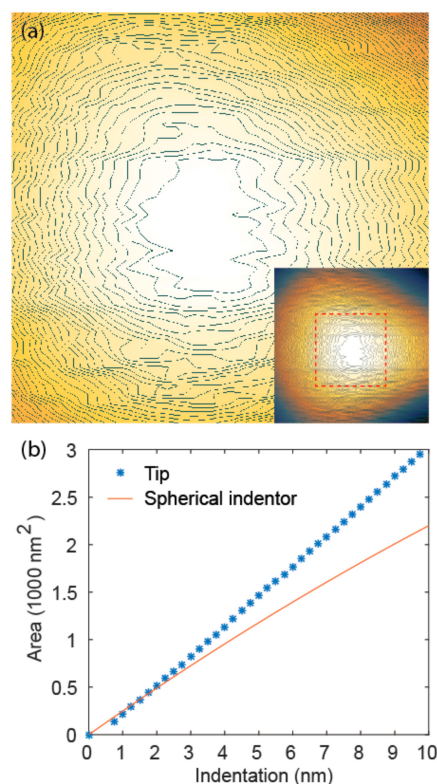 (a)
(b)
3
2.5
2
1.5
1
0.5
0
Area (1000 nm²)
Tip
Spherical indentor
0 1 2 3 4 5 6 7 8 9 10
Indentation (nm)